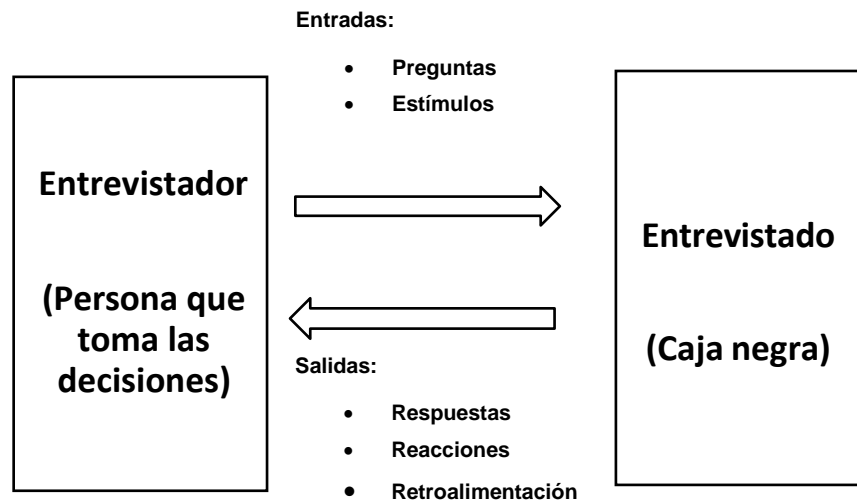 Entradas:
• Preguntas
• Estímulos
Entrevistador
(Persona que
toma las
decisiones)
Entrevistado
(Caja negra)
Salidas:
• Respuestas
• Reacciones
• Retroalimentación